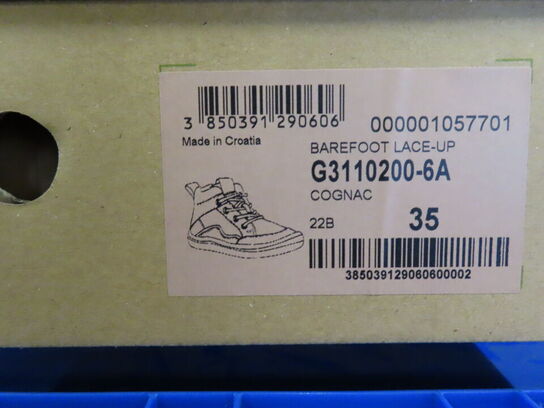 3 850391 290606
000001057701
Made in Croatia
BAREFOOT LACE-UP
G3110200-6A
COGNAC
22B
35
385039129060600002